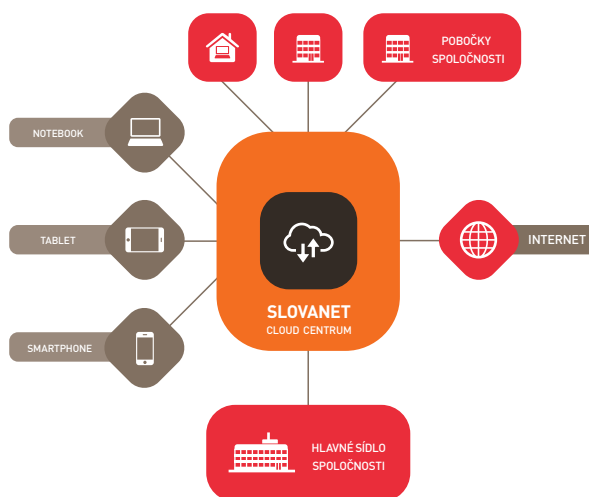 POBOČKY
SPOLOČNOSTI
NOTEBOOK
TABLET
INTERNET
SLOVANET
CLOUD CENTRUM
SMARTPHONE
HLAVNÉ SÍDLO
SPOLOČNOSTI